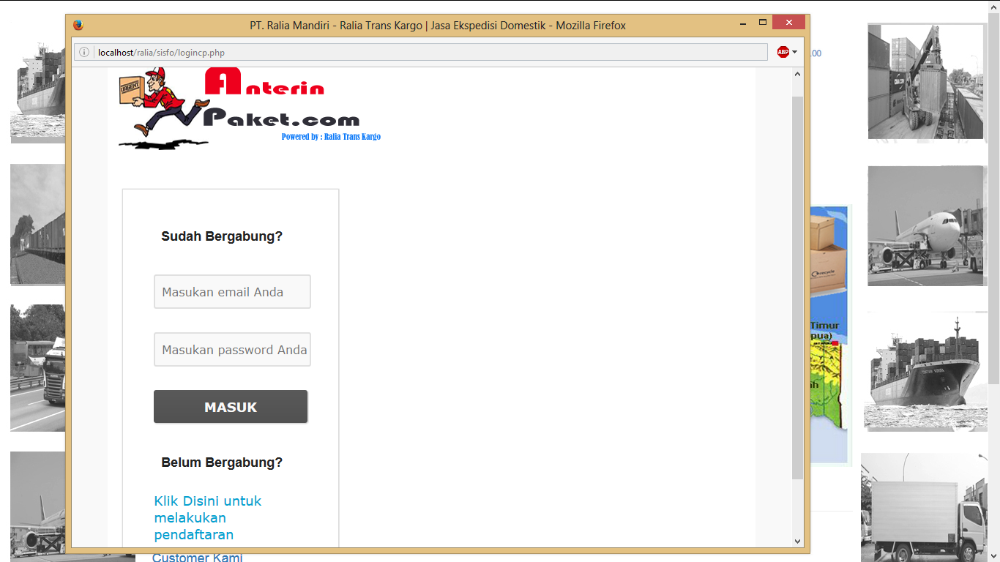 PT. Ralia Mandiri - Ralia Trans Kargo | Jasa Ekspedisi Domestik - Mozilla Firefox
localhost/ralia/sisfo/logincp.php
ABP
.00
URGENT
Anterin
Paket.com
Powered by : Ralia Trans Kargo
Sudah Bergabung?
Masukan email Anda
Masukan password Anda
MASUK
Belum Bergabung?
Klik Disini untuk
melakukan
pendaftaran
Customer Kami
Timur
pua)
ah